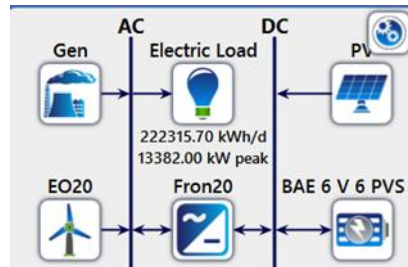 AC DC
Gen Electric Load PV
222315.70 kWh/d
13382.00 kW peak
EO20 Fron20 BAE 6 V 6 PVS